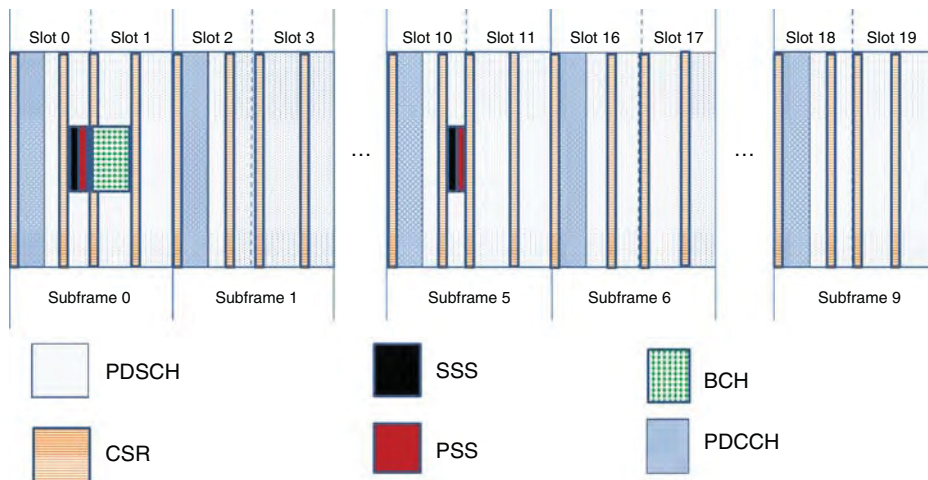 Slot 0 Slot 1 Slot 2 Slot 3 Slot 10 Slot 11 Slot 16 Slot 17 Slot 18 Slot 19
... ...
Subframe 0 Subframe 1 Subframe 5 Subframe 6 Subframe 9
PDSCH SSS BCH
CSR PSS PDCCH